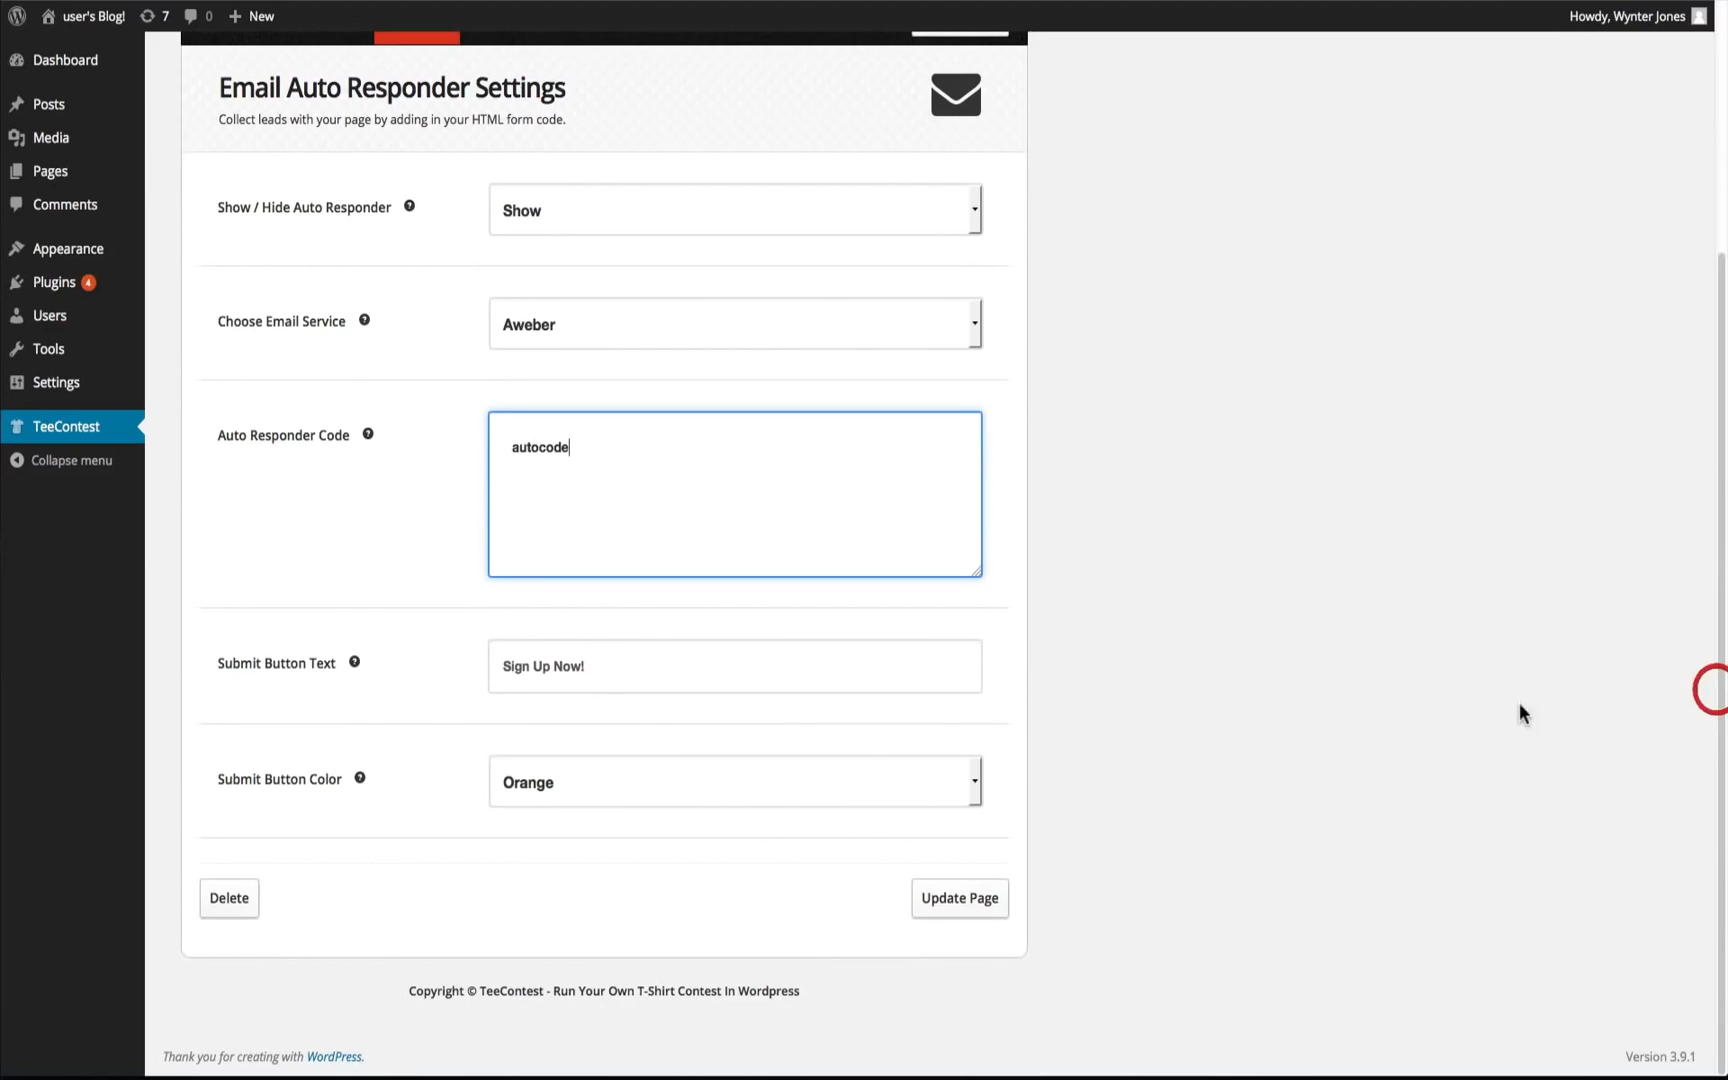 user's Blog!
7
0
New
Howdy, Wynter Jones
Dashboard
Posts
Media
Pages
Comments
Appearance
Plugins 4
Users
Tools
Settings
TeeContest
Collapse menu
Email Auto Responder Settings
Collect leads with your page by adding in your HTML form code.
Show / Hide Auto Responder ?
Show
Choose Email Service ?
Aweber
Auto Responder Code ?
autocode
Submit Button Text ?
Sign Up Now!
Submit Button Color ?
Orange
Delete
Update Page
Copyright © TeeContest - Run Your Own T-Shirt Contest In Wordpress
Thank you for creating with WordPress.
Version 3.9.1